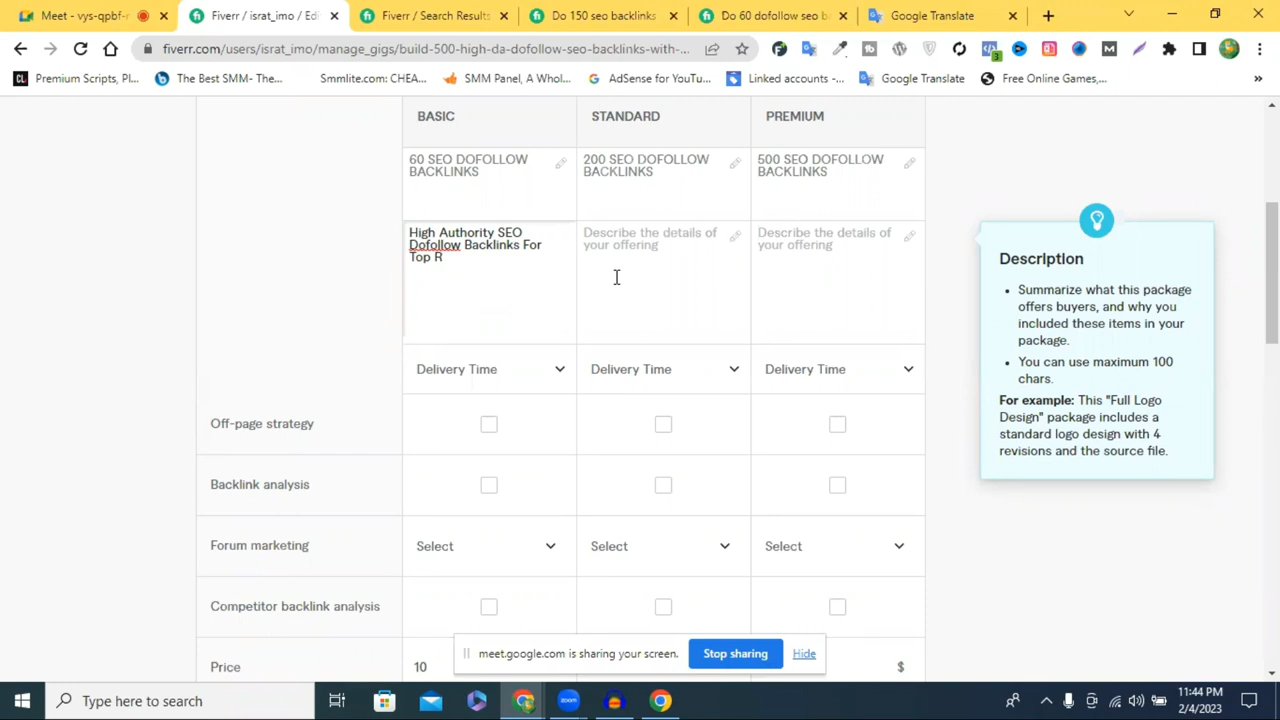 Meet - vys-qpbf-r
Fiverr / israt_imo / Edi
Fiverr / Search Results
Do 150 seo backlinks
Do 60 dofollow seo b
Google Translate
fiverr.com/users/israt_imo/manage_gigs/build-500-high-da-dofollow-seo-backlinks-with-...
3
Premium Scripts, Pl...
The Best SMM- The...
Smmlite.com: CHEA...
SMM Panel, A Whol...
AdSense for YouTu...
Linked accounts -...
Google Translate
Free Online Games,...
»
BASIC
STANDARD
PREMIUM
60 SEO DOFOLLOW
BACKLINKS
200 SEO DOFOLLOW
BACKLINKS
500 SEO DOFOLLOW
BACKLINKS
High Authority SEO
Dofollow Backlinks For
Top R
Describe the details of
your offering
Describe the details of
your offering
Description
• Summarize what this package
offers buyers, and why you
included these items in your
package.
• You can use maximum 100
chars.
For example: This "Full Logo
Design" package includes a
standard logo design with 4
revisions and the source file.
Delivery Time
Delivery Time
Delivery Time
Off-page strategy
Backlink analysis
Forum marketing
Select
Select
Select
Competitor backlink analysis
Price
10
$
meet.google.com is sharing your screen.
Stop sharing
Hide
Type here to search
zoom
11:44 PM
2/4/2023